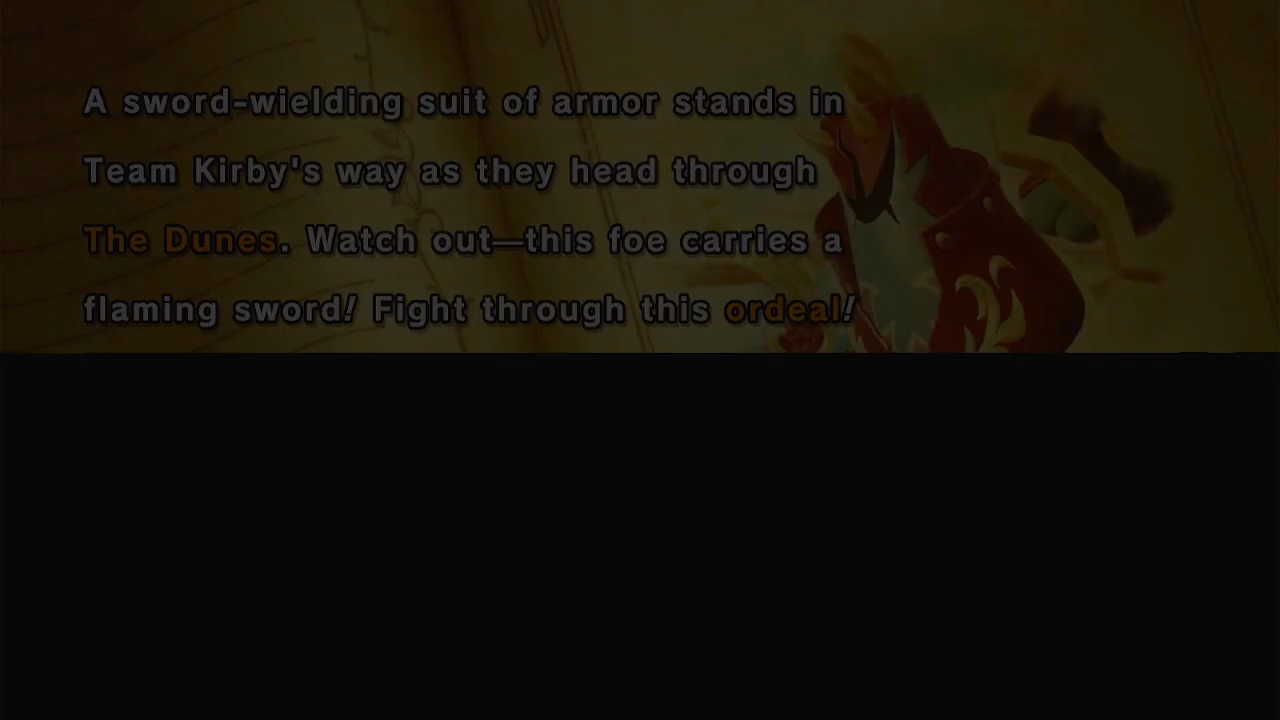 A sword-wielding suit of armor stands in
Team Kirby's way as they head through
The Dunes. Watch out—this foe carries a
flaming sword! Fight through this ordeal!